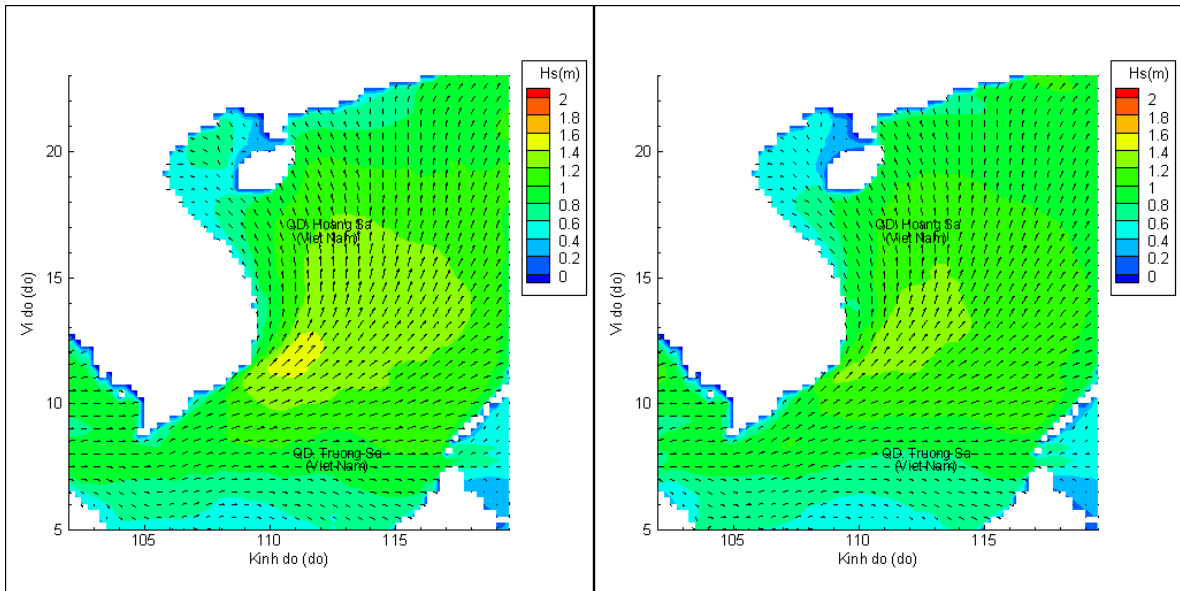 Hs(m)
2
1.8
1.6
1.4
1.2
1
0.8
0.6
0.4
0.2
0
20
15
10
5
Vi do (do)
QD. Hoang Sa
(Viet Nam)
QD. Truong Sa
(Viet Nam)
105
110
115
Kinh do (do)
Hs(m)
2
1.8
1.6
1.4
1.2
1
0.8
0.6
0.4
0.2
0
20
15
10
5
Vi do (do)
QD. Hoang Sa
(Viet Nam)
QD. Truong Sa
(Viet Nam)
105
110
115
Kinh do (do)